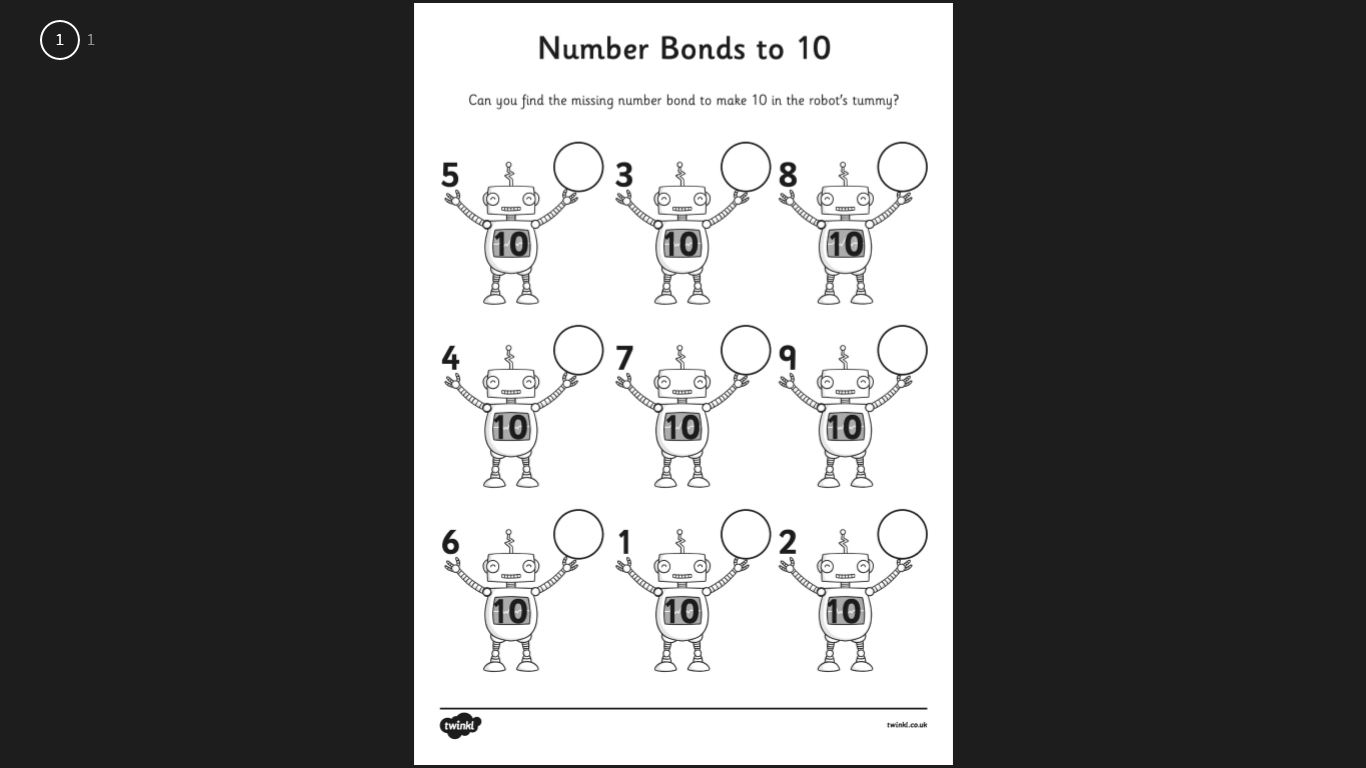 1 1
Number Bonds to 10
Can you find the missing number bond to make 10 in the robot's tummy?
5 3 8
10 10 10
4 7 9
10 10 10
6 1 2
10 10 10
twinkl twinkl.co.uk